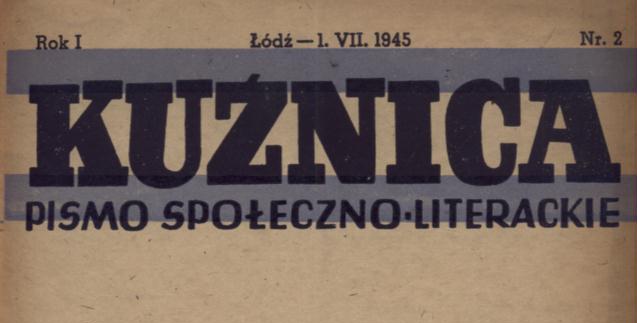 Rok I Łódź — 1. VII. 1945 Nr. 2
KUŹNICA
PISMO SPOŁECZNO-LITERACKIE